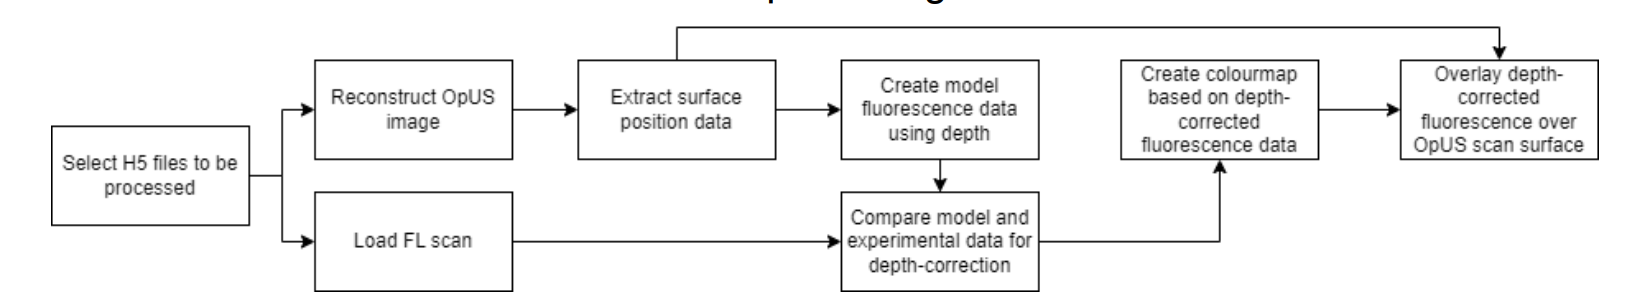 Select H5 files to be
processed
Reconstruct OpUS
image
Load FL scan
Extract surface
position data
Create model
fluorescence data
using depth
Compare model and
experimental data for
depth-correction
Create colourmap
based on depth-
corrected
fluorescence data
Overlay depth-
corrected
fluorescence over
OpUS scan surface